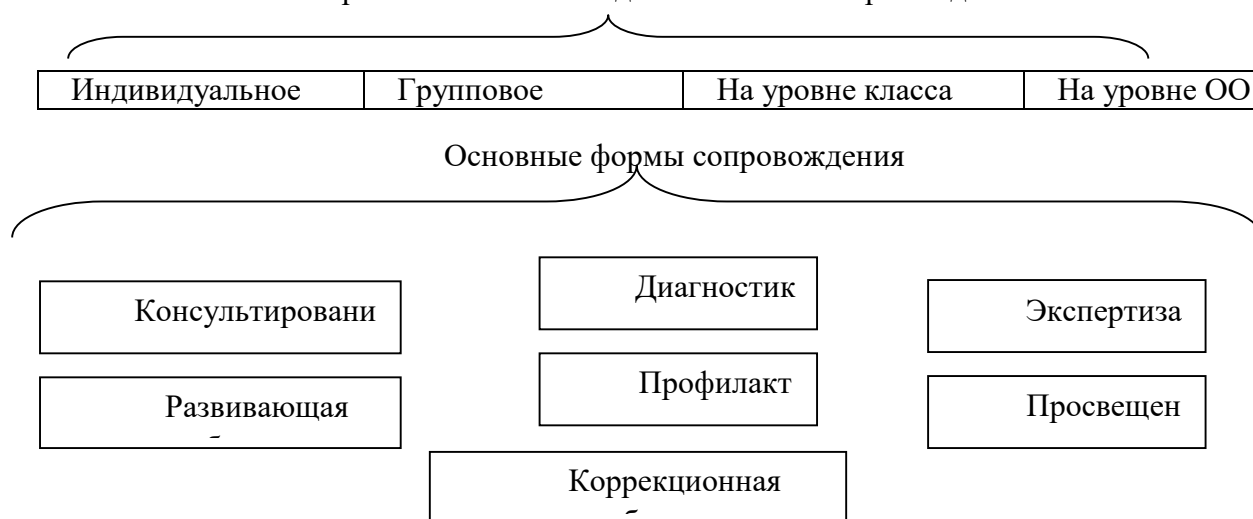 Индивидуальное Групповое На уровне класса На уровне ОО
Основные формы сопровождения
Диагностик
Консультировани
Экспертиза
Профилакт
Развивающая
Просвещен
Коррекционная